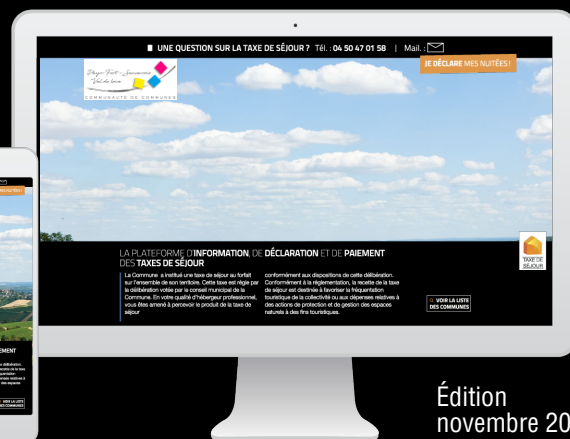 UNE QUESTION SUR LA TAXE DE SÉJOUR ? Tél. : 04 50 47 01 58 | Mail. :
JE DÉCLARE MES NUITÉES !
Pays-Fort - Sancerrois
Val de Loire
COMMUNAUTÉ DE COMMUNES
LA PLATEFORME D'INFORMATION, DE DÉCLARATION ET DE PAIEMENT
DES TAXES DE SÉJOUR
La Commune a institué une taxe de séjour au forfait
sur l'ensemble de son territoire. Cette taxe est régie par
la délibération votée par le conseil municipal de la
Commune. En votre qualité d'hébergeur professionnel,
vous êtes amené à percevoir le produit de la taxe de
séjour
conformément aux dispositions de cette délibération.
Conformément à la réglementation, la recette de la taxe
de séjour est destinée à favoriser la fréquentation
touristique de la collectivité ou aux dépenses relatives à
des actions de protection et de gestion des espaces
naturels à des fins touristiques.
VOIR LA LISTE
DES COMMUNES
TAXE DE
SÉJOUR
Édition
novembre 20